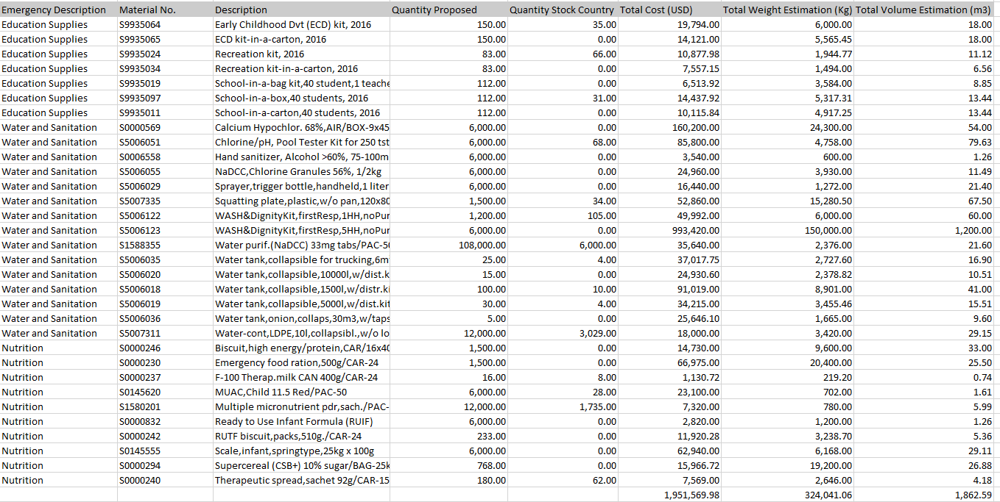 Emergency Description Material No. Description Quantity Proposed Quantity Stock Country Total Cost (USD) Total Weight Estimation (Kg) Total Volume Estimation (m3)
Education Supplies S9935064 Early Childhood Dvt (ECD) kit, 2016 150.00 35.00 19,794.00 6,000.00 18.00
Education Supplies S9935065 ECD kit-in-a-carton, 2016 150.00 0.00 14,121.00 5,565.45 18.00
Education Supplies S9935024 Recreation kit, 2016 83.00 66.00 10,877.98 1,944.77 11.12
Education Supplies S9935034 Recreation kit-in-a-carton, 2016 83.00 0.00 7,557.15 1,494.00 6.56
Education Supplies S9935019 School-in-a-bag kit,40 student,1 teache 112.00 0.00 6,513.92 3,584.00 8.85
Education Supplies S9935097 School-in-a-box,40 students, 2016 112.00 31.00 14,437.92 5,317.31 13.44
Education Supplies S9935011 School-in-a-carton,40 students, 2016 112.00 0.00 10,115.84 4,917.25 13.44
Water and Sanitation S0000569 Calcium Hypochlor. 68%,AIR/BOX-9x45 6,000.00 0.00 160,200.00 24,300.00 54.00
Water and Sanitation S5006051 Chlorine/pH, Pool Tester Kit for 250 tst 6,000.00 68.00 85,800.00 4,758.00 79.63
Water and Sanitation S0006558 Hand sanitizer, Alcohol >60%, 75-100m 6,000.00 0.00 3,540.00 600.00 1.26
Water and Sanitation S5006055 NaDCC,Chlorine Granules 56%, 1/2kg 6,000.00 0.00 24,960.00 3,930.00 11.49
Water and Sanitation S5006029 Sprayer,trigger bottle,handheld,1 liter 6,000.00 0.00 16,440.00 1,272.00 21.40
Water and Sanitation S5007335 Squatting plate,plastic,w/o pan,120x80 1,500.00 34.00 52,860.00 15,280.50 67.50
Water and Sanitation S5006122 WASH&DignityKit,firstResp,1HH,noPur 1,200.00 105.00 49,992.00 6,000.00 60.00
Water and Sanitation S5006123 WASH&DignityKit,firstResp,5HH,noPur 6,000.00 0.00 993,420.00 150,000.00 1,200.00
Water and Sanitation S1588355 Water purif.(NaDCC) 33mg tabs/PAC-50 108,000.00 6,000.00 35,640.00 2,376.00 21.60
Water and Sanitation S5006035 Water tank,collapsible for trucking,6m 25.00 4.00 37,017.75 2,727.60 16.90
Water and Sanitation S5006020 Water tank,collapsible,10000l,w/dist.k 15.00 0.00 24,930.60 2,378.82 10.51
Water and Sanitation S5006018 Water tank,collapsible,1500l,w/distr.ki 100.00 10.00 91,019.00 8,901.00 41.00
Water and Sanitation S5006019 Water tank,collapsible,5000l,w/dist.kit 30.00 4.00 34,215.00 3,455.46 15.51
Water and Sanitation S5006036 Water tank,onion,collaps,30m3,w/taps 5.00 0.00 25,646.10 1,665.00 9.60
Water and Sanitation S5007311 Water-cont,LDPE,10l,collapsibl.,w/o lo 12,000.00 3,029.00 18,000.00 3,420.00 29.15
Nutrition S0000246 Biscuit,high energy/protein,CAR/16x40 1,500.00 0.00 14,730.00 9,600.00 33.00
Nutrition S0000230 Emergency food ration,500g/CAR-24 1,500.00 0.00 66,975.00 20,400.00 25.50
Nutrition S0000237 F-100 Therap.milk CAN 400g/CAR-24 16.00 8.00 1,130.72 219.20 0.74
Nutrition S0145620 MUAC,Child 11.5 Red/PAC-50 6,000.00 28.00 23,100.00 702.00 1.61
Nutrition S1580201 Multiple micronutrient pdr,sach./PAC- 12,000.00 1,735.00 7,320.00 780.00 5.99
Nutrition S0000832 Ready to Use Infant Formula (RUIF) 6,000.00 0.00 2,820.00 1,200.00 1.26
Nutrition S0000242 RUTF biscuit,packs,510g./CAR-24 233.00 0.00 11,920.28 3,238.70 5.36
Nutrition S0145555 Scale,infant,springtype,25kg x 100g 6,000.00 0.00 62,940.00 6,168.00 29.11
Nutrition S0000294 Supercereal (CSB+) 10% sugar/BAG-25k 768.00 0.00 15,966.72 19,200.00 26.88
Nutrition S0000240 Therapeutic spread,sachet 92g/CAR-15 180.00 62.00 7,569.00 2,646.00 4.18
1,951,569.98 324,041.06 1,862.59